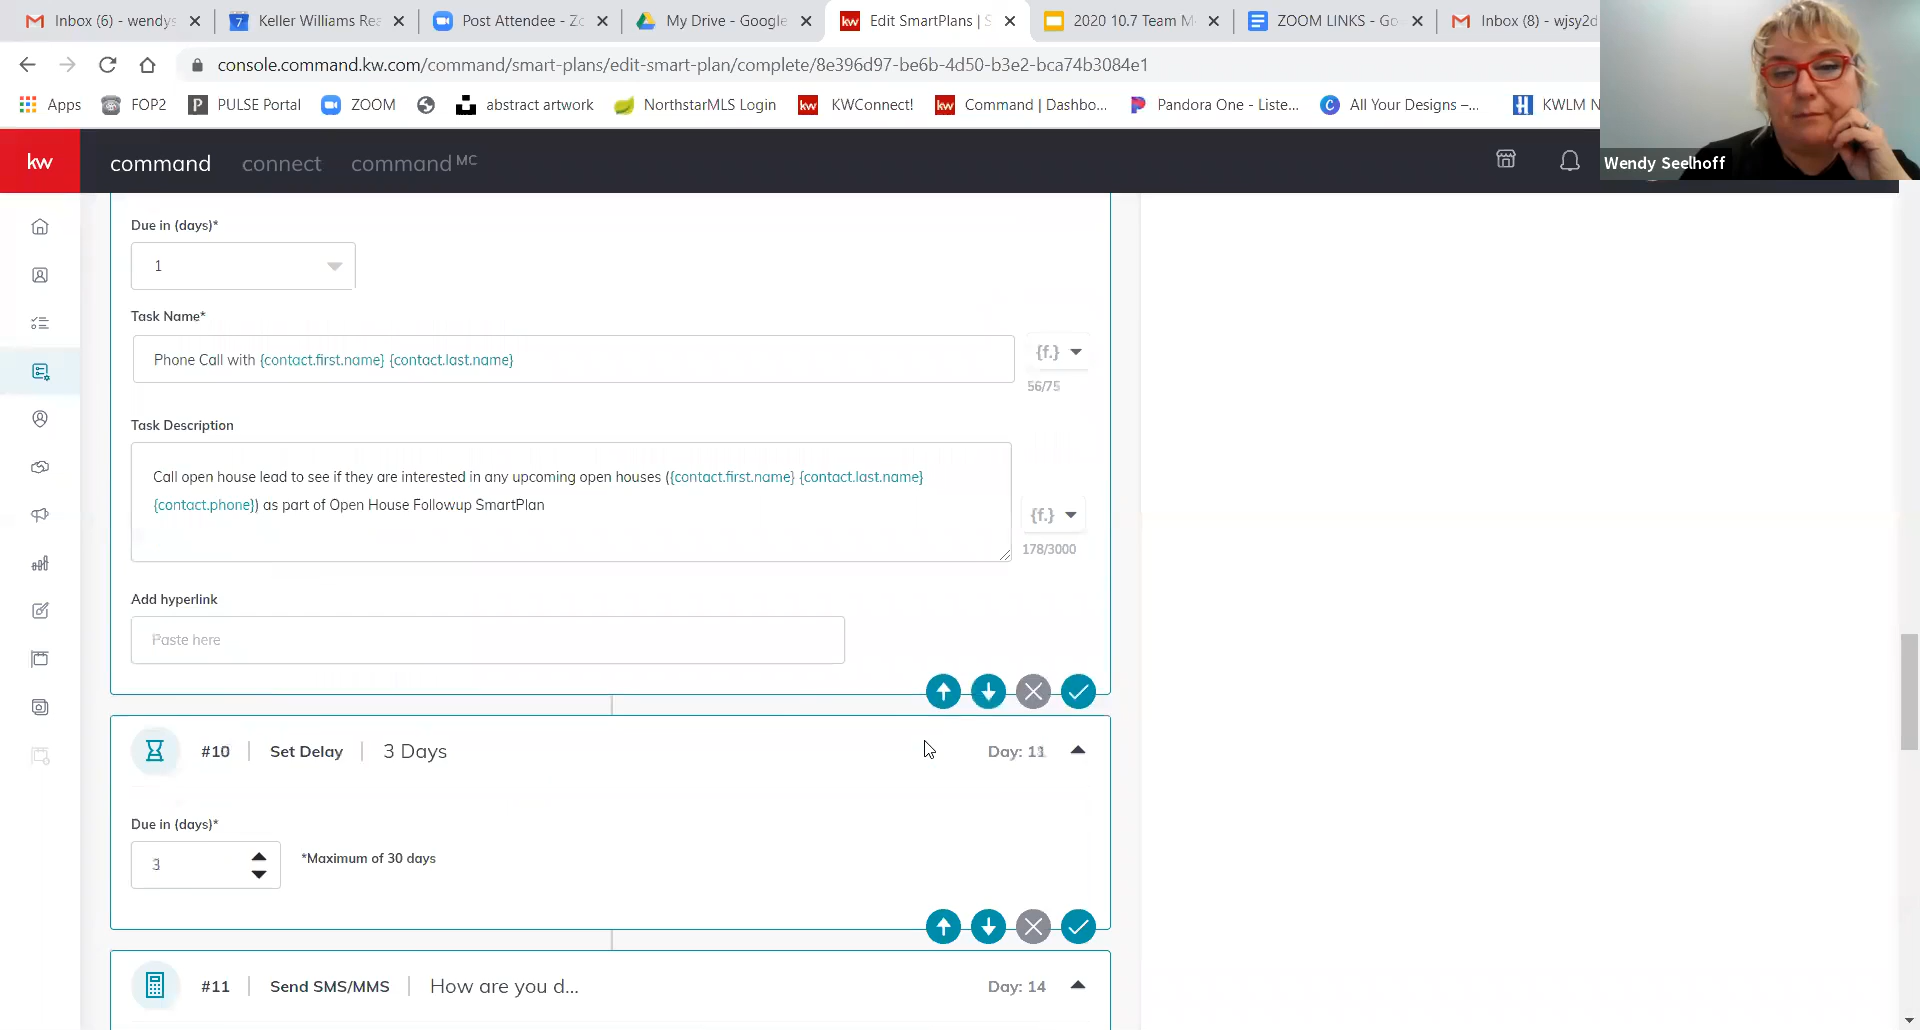 Inbox (6) - wendys
Keller Williams Rea
Post Attendee - Zo
My Drive - Google
kw Edit SmartPlans | S
2020 10.7 Team M
ZOOM LINKS - Go
Inbox (8) - wjsy2d
console.command.kw.com/command/smart-plans/edit-smart-plan/complete/8e396d97-be6b-4d50-b3e2-bca74b3084e1
Apps
FOP2
PULSE Portal
ZOOM
abstract artwork
NorthstarMLS Login
kw KWConnect!
kw Command | Dashbo...
Pandora One - Liste...
All Your Designs –...
KWLM N
Wendy Seelhoff
kw command connect command MC
Due in (days)*
1
Task Name*
Phone Call with {contact.first.name} {contact.last.name}
{f.}
56/75
Task Description
Call open house lead to see if they are interested in any upcoming open houses ({contact.first.name} {contact.last.name}
{contact.phone}) as part of Open House Followup SmartPlan
{f.}
178/3000
Add hyperlink
Paste here
#10 Set Delay 3 Days Day: 11
Due in (days)*
3
*Maximum of 30 days
#11 Send SMS/MMS How are you d... Day: 14